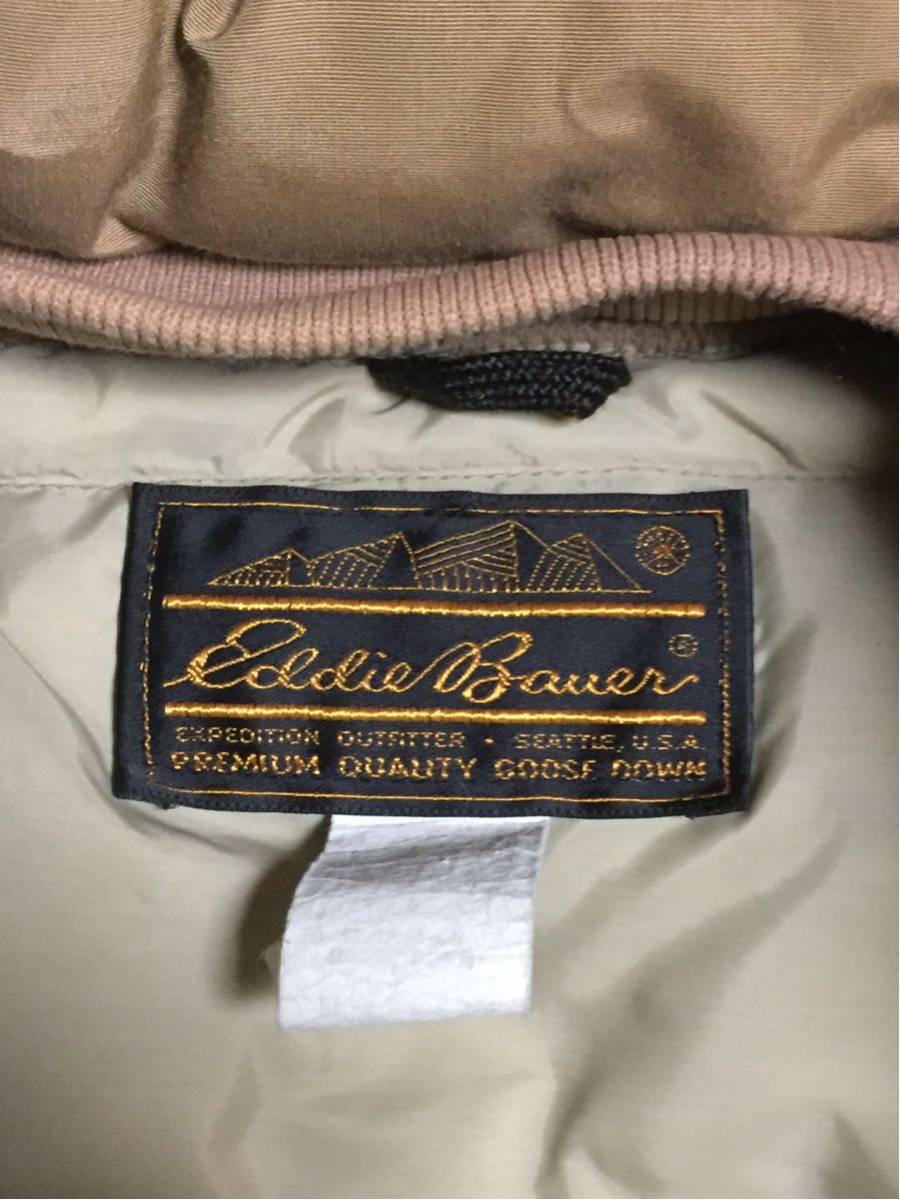 Eddie Bauer ®
EXPEDITION OUTFITTER • SEATTLE, U.S.A.
PREMIUM QUALITY GOOSE DOWN